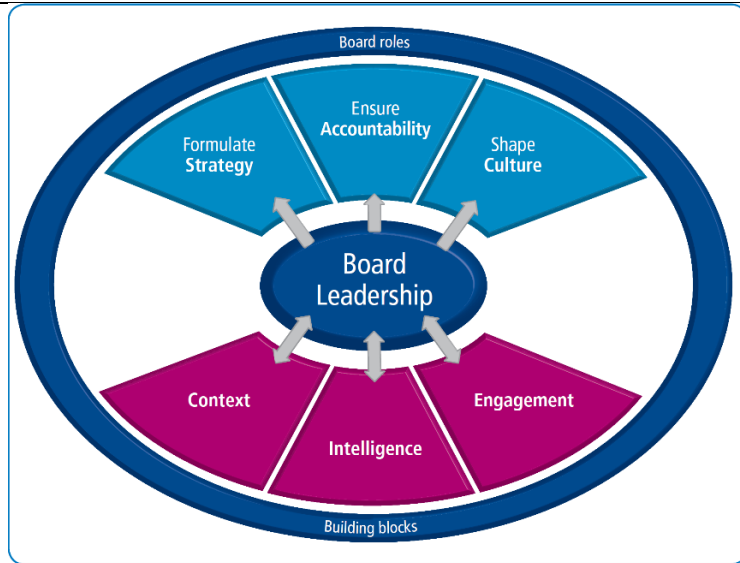 Board roles
Formulate
Strategy
Ensure
Accountability
Shape
Culture
Board
Leadership
Context
Intelligence
Engagement
Building blocks